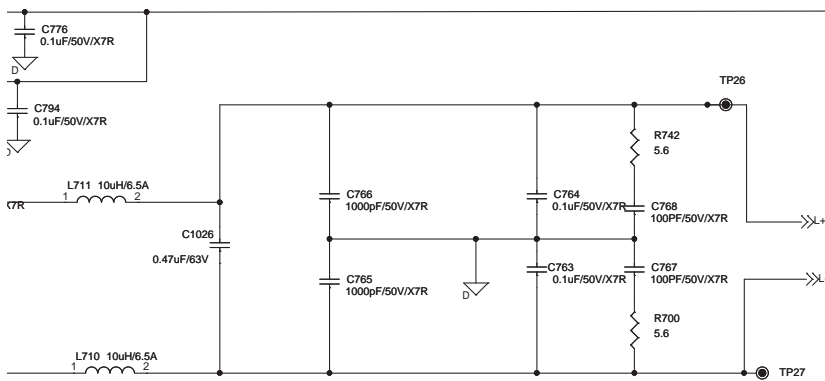 C776
0.1uF/50V/X7R
D
C794
0.1uF/50V/X7R
TP26
R742
5.6
L711 10uH/6.5A
1 2
X7R
C766
1000pF/50V/X7R
C764
0.1uF/50V/X7R
C768
100PF/50V/X7R
L+
C1026
0.47uF/63V
C765
1000pF/50V/X7R
D
C763
0.1uF/50V/X7R
C767
100PF/50V/X7R
L
R700
5.6
L710 10uH/6.5A
1 2
TP27